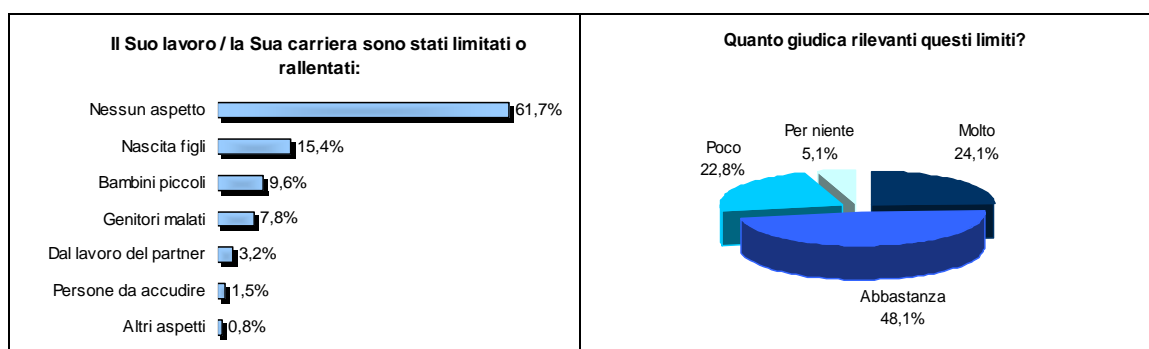 Il Suo lavoro / la Sua carriera sono stati limitati o
rallentati:
Nessun aspetto 61,7%
Nascita figli 15,4%
Bambini piccoli 9,6%
Genitori malati 7,8%
Dal lavoro del partner 3,2%
Persone da accudire 1,5%
Altri aspetti 0,8%
Quanto giudica rilevanti questi limiti?
Per niente
5,1%
Molto
24,1%
Poco
22,8%
Abbastanza
48,1%